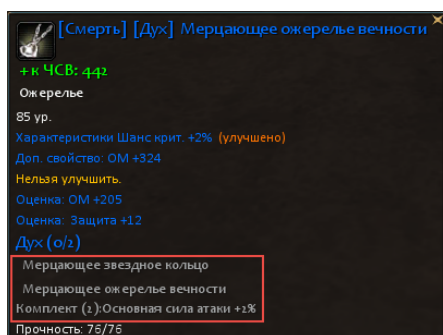 [Смерть] [Дух] Мерцающее ожерелье вечности
+ к ЧСВ: 442
Ожерелье
85 ур.
Характеристики Шанс крит. +2% (улучшено)
Доп. свойство: ОМ +324
Нельзя улучшить.
Оценка: ОМ +205
Оценка: Защита +12
Дух (0/2)
Мерцающее звездное кольцо
Мерцающее ожерелье вечности
Комплект (2):Основная сила атаки +1%
Прочность: 76/76